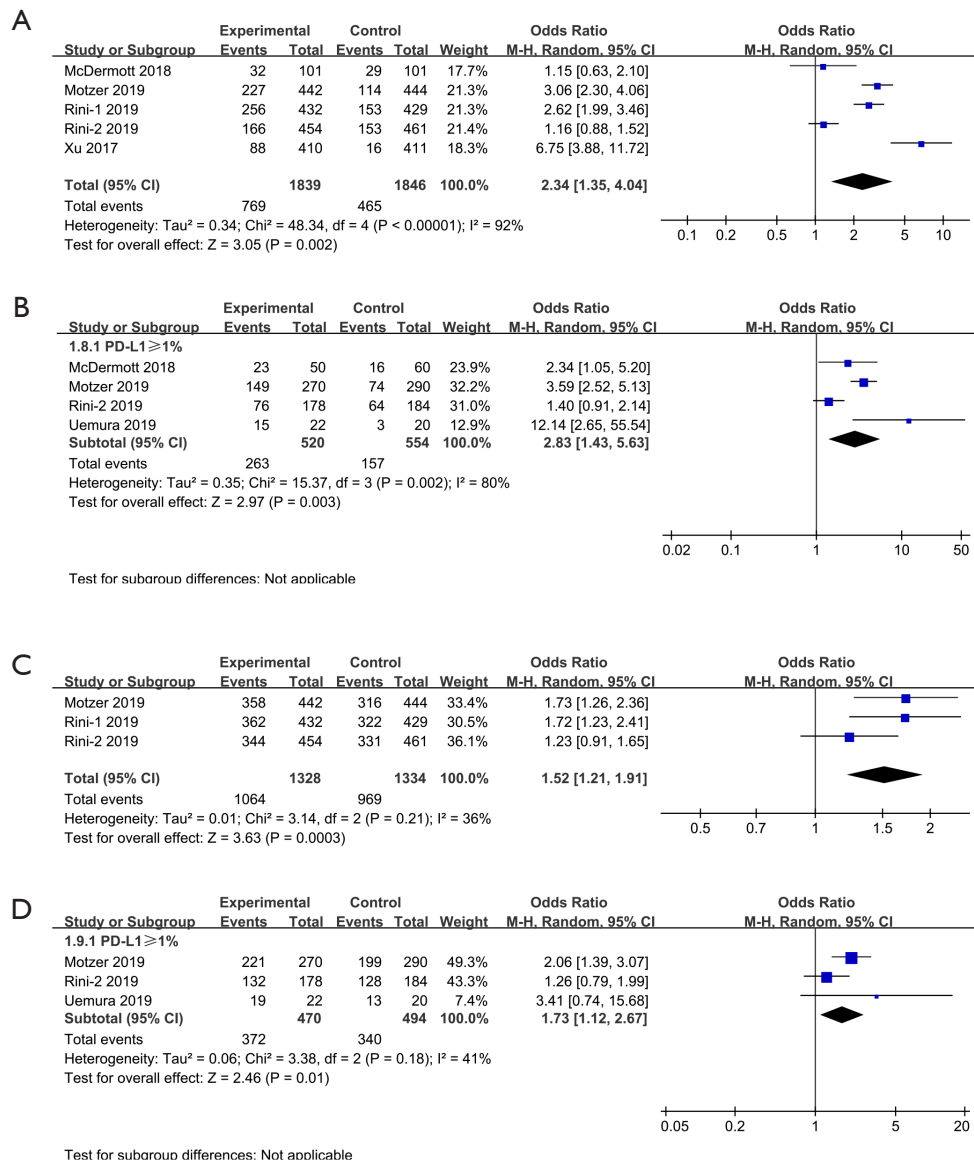 A
Experimental Control Odds Ratio Odds Ratio
Study or Subgroup Events Total Events Total Weight M-H, Random, 95% CI M-H, Random, 95% CI
McDermott 2018 32 101 29 101 17.7% 1.15 [0.63, 2.10]
Motzer 2019 227 442 114 444 21.3% 3.06 [2.30, 4.06]
Rini-1 2019 256 432 153 429 21.3% 2.62 [1.99, 3.46]
Rini-2 2019 166 454 153 461 21.4% 1.16 [0.88, 1.52]
Xu 2017 88 410 16 411 18.3% 6.75 [3.88, 11.72]
Total (95% CI) 1839 1846 100.0% 2.34 [1.35, 4.04]
Total events 769 465
Heterogeneity: Tau² = 0.34; Chi² = 48.34, df = 4 (P < 0.00001); I² = 92%
Test for overall effect: Z = 3.05 (P = 0.002)
0.1 0.2 0.5 1 2 5 10
B
Experimental Control Odds Ratio Odds Ratio
Study or Subgroup Events Total Events Total Weight M-H, Random, 95% CI M-H, Random, 95% CI
1.8.1 PD-L1≥1%
McDermott 2018 23 50 16 60 23.9% 2.34 [1.05, 5.20]
Motzer 2019 149 270 74 290 32.2% 3.59 [2.52, 5.13]
Rini-2 2019 76 178 64 184 31.0% 1.40 [0.91, 2.14]
Uemura 2019 15 22 3 20 12.9% 12.14 [2.65, 55.54]
Subtotal (95% CI) 520 554 100.0% 2.83 [1.43, 5.63]
Total events 263 157
Heterogeneity: Tau² = 0.35; Chi² = 15.37, df = 3 (P = 0.002); I² = 80%
Test for overall effect: Z = 2.97 (P = 0.003)
0.02 0.1 1 10 50
Test for subgroup differences: Not applicable
C
Experimental Control Odds Ratio Odds Ratio
Study or Subgroup Events Total Events Total Weight M-H, Random, 95% CI M-H, Random, 95% CI
Motzer 2019 358 442 316 444 33.4% 1.73 [1.26, 2.36]
Rini-1 2019 362 432 322 429 30.5% 1.72 [1.23, 2.41]
Rini-2 2019 344 454 331 461 36.1% 1.23 [0.91, 1.65]
Total (95% CI) 1328 1334 100.0% 1.52 [1.21, 1.91]
Total events 1064 969
Heterogeneity: Tau² = 0.01; Chi² = 3.14, df = 2 (P = 0.21); I² = 36%
Test for overall effect: Z = 3.63 (P = 0.0003)
0.5 0.7 1 1.5 2
D
Experimental Control Odds Ratio Odds Ratio
Study or Subgroup Events Total Events Total Weight M-H, Random, 95% CI M-H, Random, 95% CI
1.9.1 PD-L1≥1%
Motzer 2019 221 270 199 290 49.3% 2.06 [1.39, 3.07]
Rini-2 2019 132 178 128 184 43.3% 1.26 [0.79, 1.99]
Uemura 2019 19 22 13 20 7.4% 3.41 [0.74, 15.68]
Subtotal (95% CI) 470 494 100.0% 1.73 [1.12, 2.67]
Total events 372 340
Heterogeneity: Tau² = 0.06; Chi² = 3.38, df = 2 (P = 0.18); I² = 41%
Test for overall effect: Z = 2.46 (P = 0.01)
0.05 0.2 1 5 20
Test for subgroup differences: Not applicable